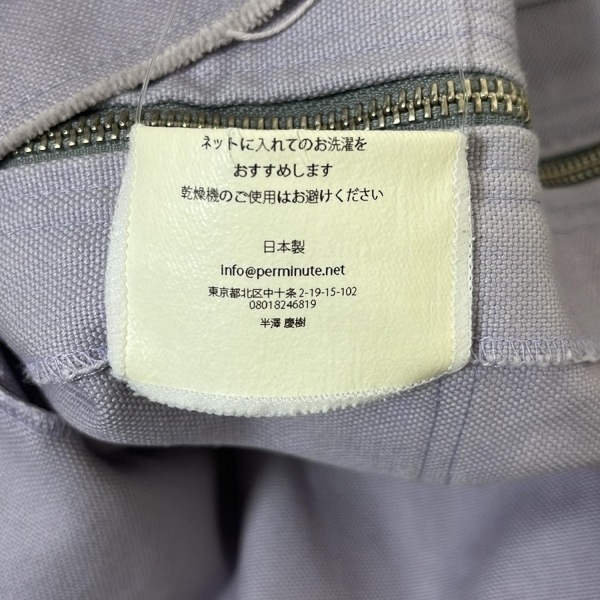 ネットに入れてのお洗濯を
おすすめします
乾燥機のご使用はお避けください
日本製
info@perminute.net
東京都北区中十条 2-19-15-102
08018246819
半澤 慶樹